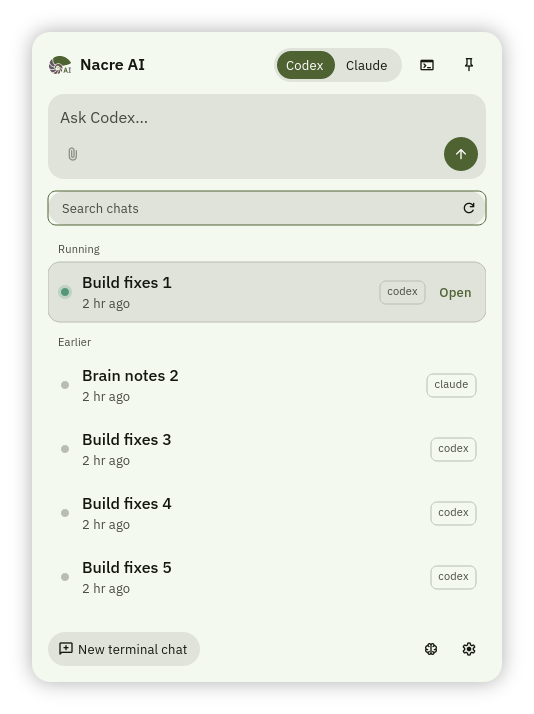 AI
Nacre AI
Codex
Claude
Ask Codex...
Search chats
Running
Build fixes 1
2 hr ago
codex
Open
Earlier
Brain notes 2
2 hr ago
claude
Build fixes 3
2 hr ago
codex
Build fixes 4
2 hr ago
codex
Build fixes 5
2 hr ago
codex
New terminal chat